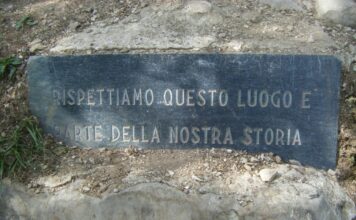 RISPETTIAMO QUESTO LUOGO E
PARTE DELLA NOSTRA STORIA